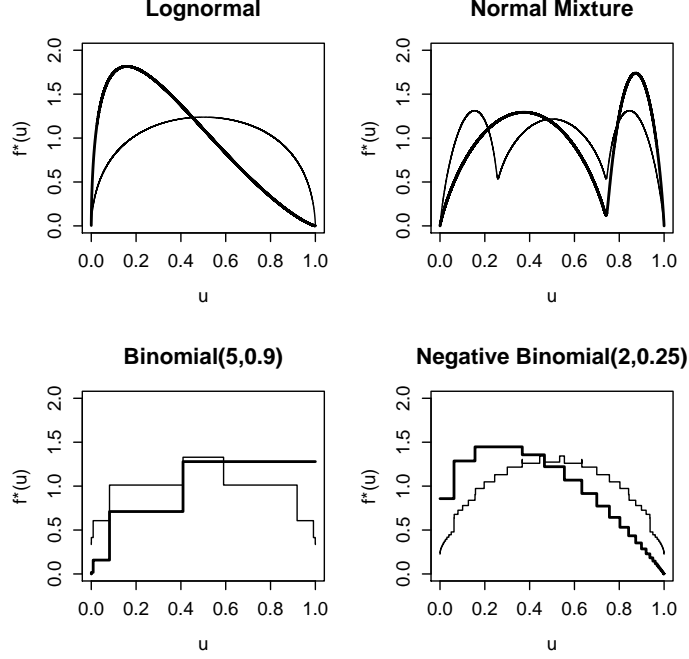 Lognormal
f*(u)
0.0 0.5 1.0 1.5 2.0
0.0 0.2 0.4 0.6 0.8 1.0
u
Normal Mixture
f*(u)
0.0 0.5 1.0 1.5 2.0
0.0 0.2 0.4 0.6 0.8 1.0
u
Binomial(5,0.9)
f*(u)
0.0 0.5 1.0 1.5 2.0
0.0 0.2 0.4 0.6 0.8 1.0
u
Negative Binomial(2,0.25)
f*(u)
0.0 0.5 1.0 1.5 2.0
0.0 0.2 0.4 0.6 0.8 1.0
u